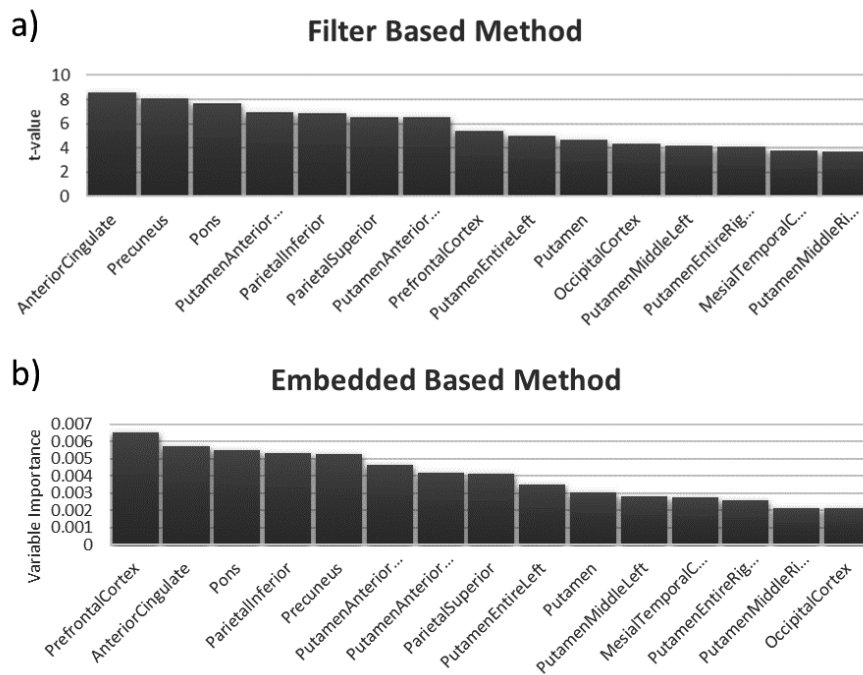 a)
Filter Based Method
10
8
6
4
2
0
t-value
AnteriorCingulate
Precuneus
Pons
PutamenAnterior...
ParietalInferior
ParietalSuperior
PutamenAnterior...
PrefrontalCortex
PutamenEntireLeft
Putamen
OccipitalCortex
PutamenMiddleLeft
PutamenEntireRig...
MesialTemporalC...
PutamenMiddleRi...
b)
Embedded Based Method
0.007
0.006
0.005
0.004
0.003
0.002
0.001
0
Variable Importance
PrefrontalCortex
AnteriorCingulate
Pons
ParietalInferior
Precuneus
PutamenAnterior...
PutamenAnterior...
ParietalSuperior
PutamenEntireLeft
Putamen
PutamenMiddleLeft
MesialTemporalC...
PutamenEntireRig...
PutamenMiddleRi...
OccipitalCortex